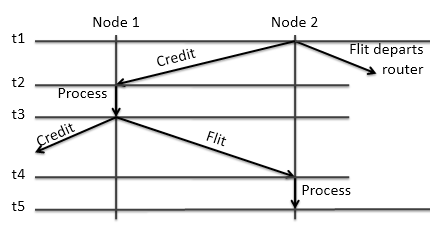 Node 1
Node 2
t1
Credit
Flit departs
router
t2
Process
t3
Credit
Flit
t4
Process
t5